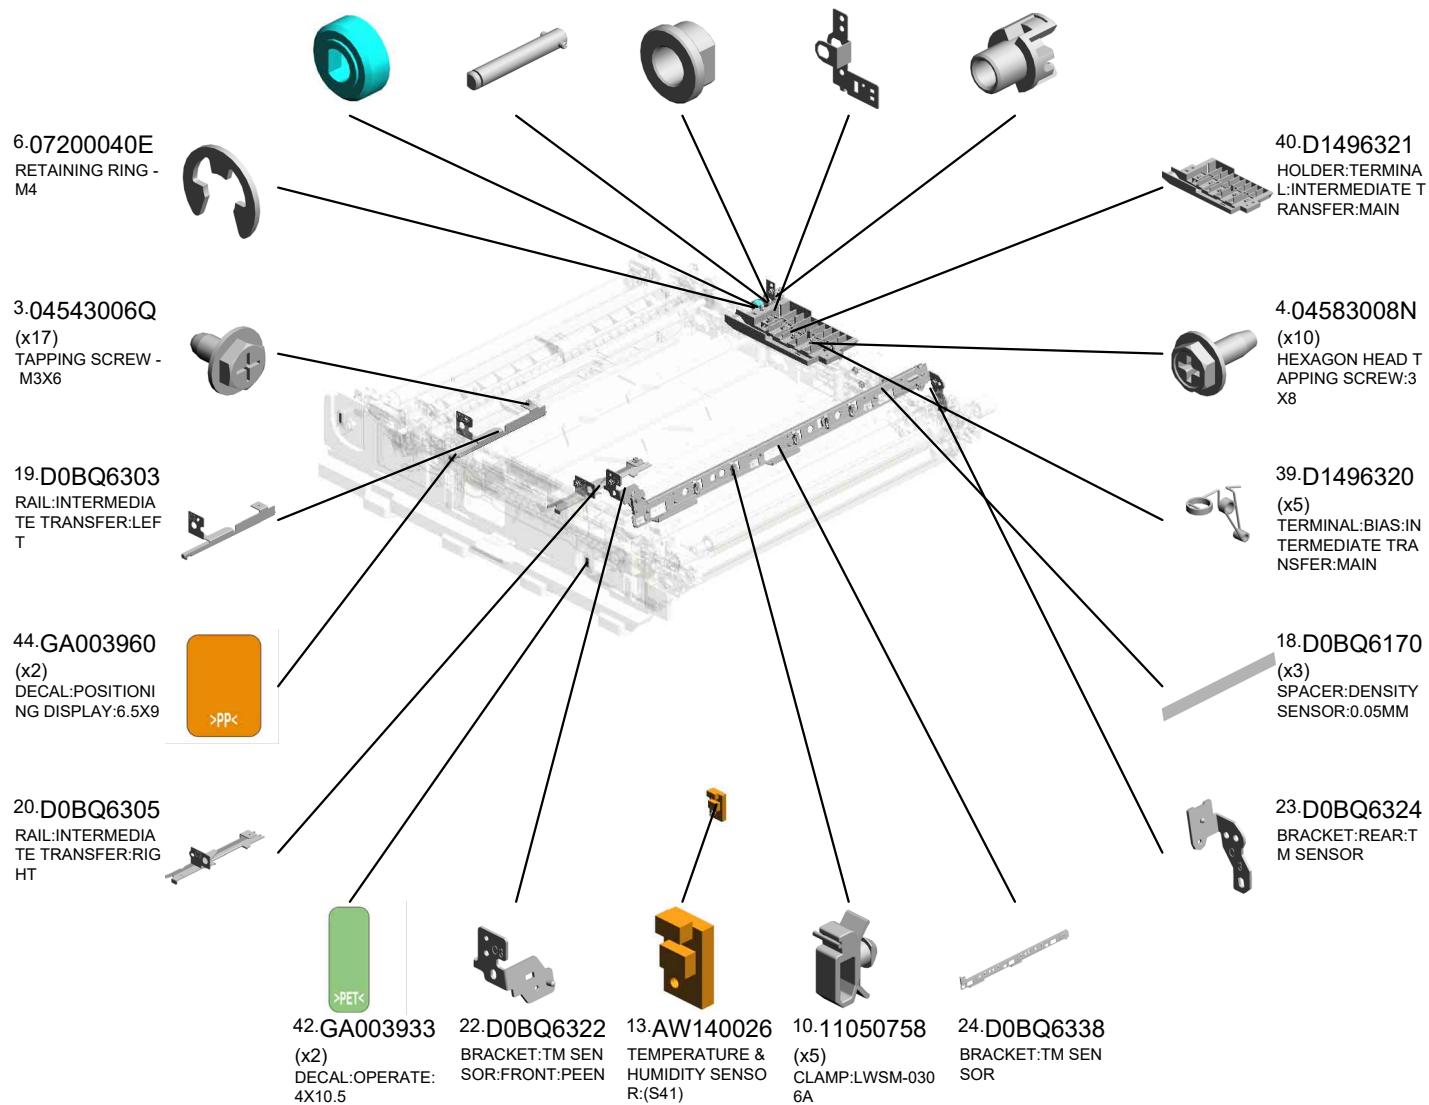 6.07200040E
RETAINING RING -
M4
3.04543006Q
(x17)
TAPPING SCREW -
M3X6
19.D0BQ6303
RAIL:INTERMEDIA
TE TRANSFER:LEF
T
44.GA003960
(x2)
DECAL:POSITIONI
NG DISPLAY:6.5X9
>PP<
20.D0BQ6305
RAIL:INTERMEDIA
TE TRANSFER:RIG
HT
40.D1496321
HOLDER:TERMINA
L:INTERMEDIATE T
RANSFER:MAIN
4.04583008N
(x10)
HEXAGON HEAD T
APPING SCREW:3
X8
39.D1496320
(x5)
TERMINAL:BIAS:IN
TERMEDIATE TRA
NSFER:MAIN
18.D0BQ6170
(x3)
SPACER:DENSITY
SENSOR:0.05MM
23.D0BQ6324
BRACKET:REAR:T
M SENSOR
>PET<
42.GA003933
(x2)
DECAL:OPERATE:
4X10.5
22.D0BQ6322
BRACKET:TM SEN
SOR:FRONT:PEEN
13.AW140026
TEMPERATURE &
HUMIDITY SENSO
R:(S41)
10.11050758
(x5)
CLAMP:LWSM-030
6A
24.D0BQ6338
BRACKET:TM SEN
SOR